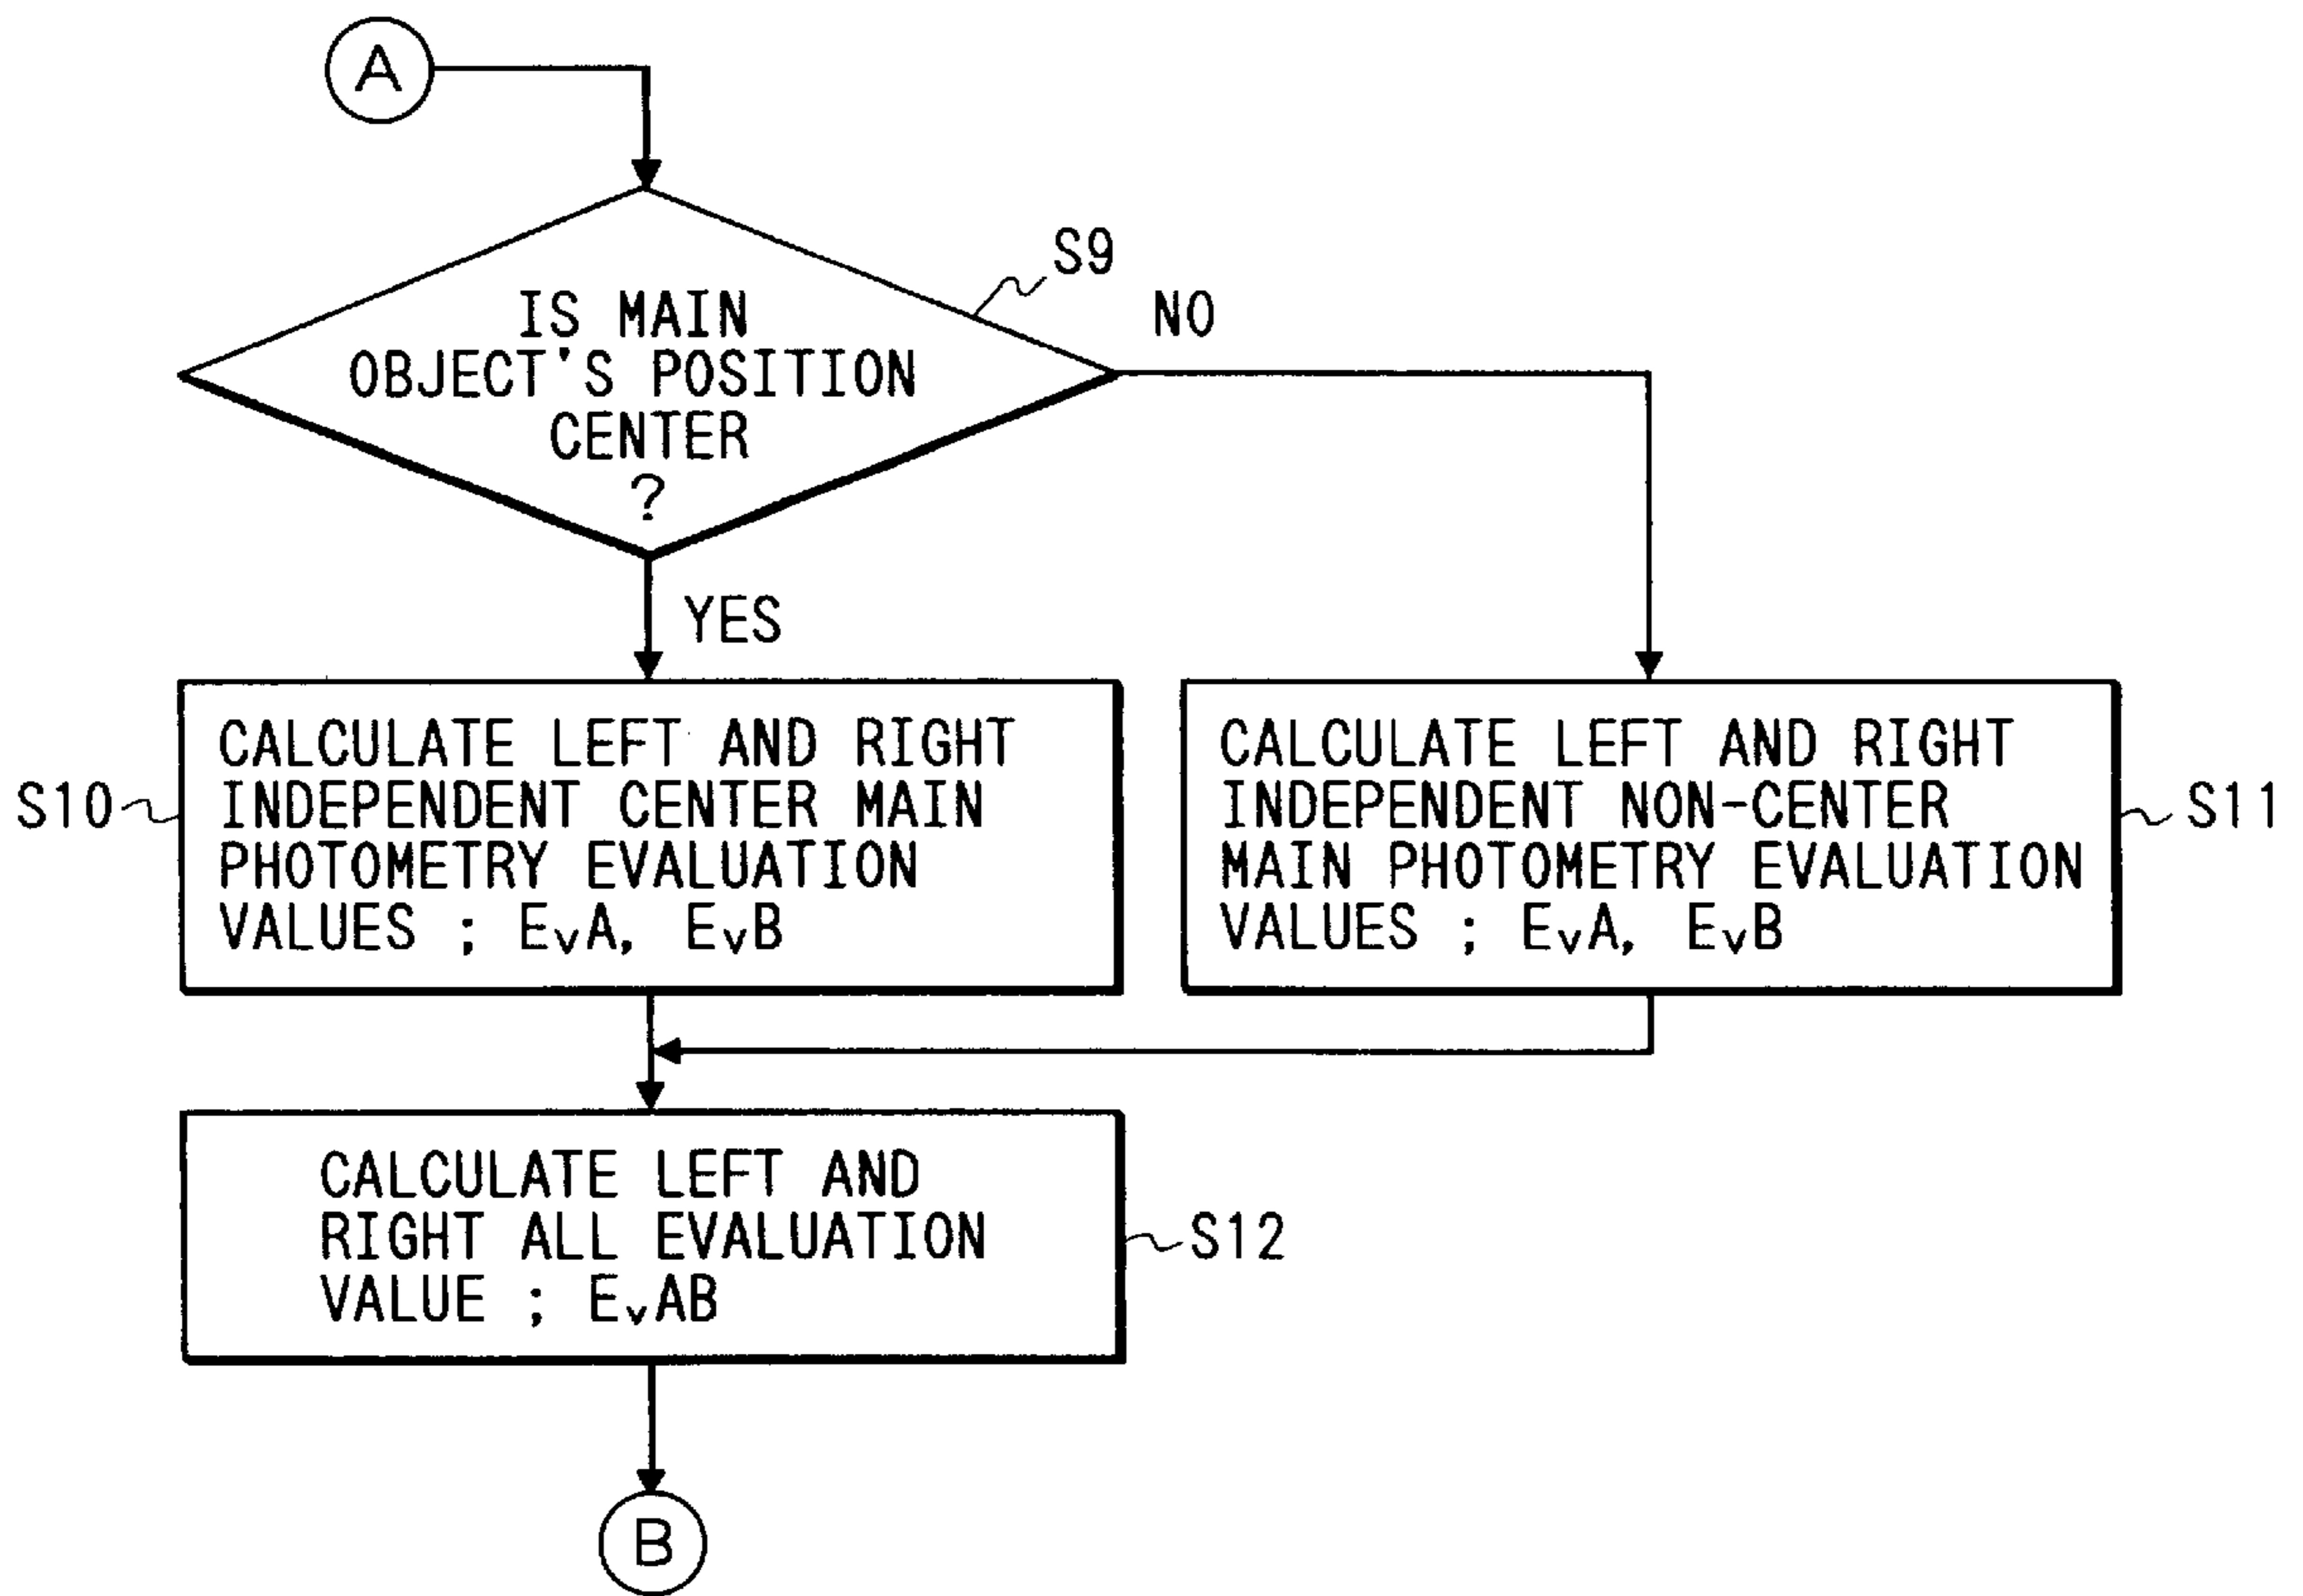 A
S9
IS MAIN
OBJECT'S POSITION
CENTER
?
NO
YES
S10
CALCULATE LEFT AND RIGHT
INDEPENDENT CENTER MAIN
PHOTOMETRY EVALUATION
VALUES ; EvA, EvB
CALCULATE LEFT AND RIGHT
INDEPENDENT NON-CENTER
MAIN PHOTOMETRY EVALUATION
VALUES ; EvA, EvB
S11
CALCULATE LEFT AND
RIGHT ALL EVALUATION
VALUE ; EvAB
S12
B